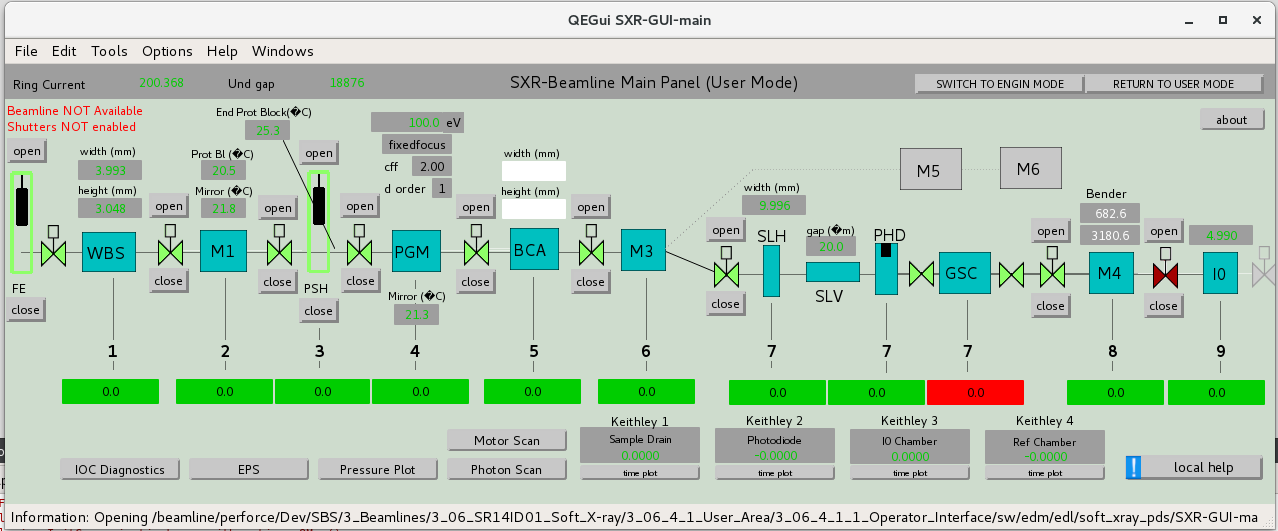 QEGui SXR-GUI-main
File Edit Tools Options Help Windows
Ring Current 200.368 Und gap 18876 SXR-Beamline Main Panel (User Mode) SWITCH TO ENGIN MODE RETURN TO USER MODE
Beamline NOT Available
Shutters NOT enabled
End Prot Block(�C)
25.3
100.0 eV
about
open
width (mm)
3.993
height (mm)
3.048
Prot Bl (�C)
20.5
Mirror (�C)
21.8
open
fixedfocus
cff 2.00
d order 1
width (mm)
height (mm)
M5
M6
width (mm)
9.996
Bender
682.6
3180.6
open
open
open
open
open
open
gap (�m)
20.0
open
open
4.990
WBS
M1
PGM
BCA
M3
SLH
SLV
PHD
GSC
M4
I0
close
close
close
close
close
close
close
close
FE
close
PSH
close
Mirror (�C)
21.3
1 2 3 4 5 6 7 7 7 8 9
0.0 0.0 0.0 0.0 0.0 0.0 0.0 0.0 0.0 0.0 0.0
Keithley 1 Keithley 2 Keithley 3 Keithley 4
Sample Drain Photodiode IO Chamber Ref Chamber
0.0000 -0.0000 0.0000 -0.0000
time plot time plot time plot time plot
Motor Scan
IOC Diagnostics EPS Pressure Plot Photon Scan
local help
Information: Opening /beamline/perforce/Dev/SBS/3_Beamlines/3_06_SR14ID01_Soft_X-ray/3_06_4_1_User_Area/3_06_4_1_1_Operator_Interface/sw/edm/edl/soft_xray_pds/SXR-GUI-ma